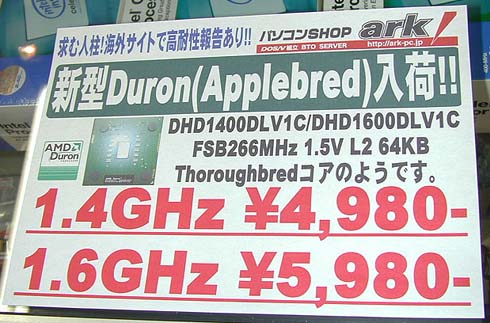 求む人柱!海外サイトで高耐性報告あり!!
パソコンSHOP ark!
DOS/V組立 BTO SERVER http://ark-pc.jp/
新型Duron(Applebred)入荷!!
AMD
Duron
DHD1400DLV1C/DHD1600DLV1C
FSB266MHz 1.5V L2 64KB
Thoroughbredコアのようです。
1.4GHz ¥4,980-
1.6GHz ¥5,980-